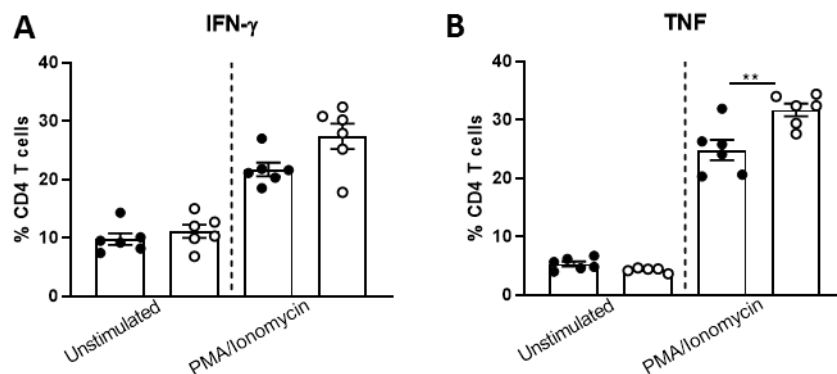 A
IFN-γ
% CD4 T cells
40
30
20
10
0
Unstimulated
PMA/Ionomycin
B
TNF
% CD4 T cells
40
30
20
10
0
**
Unstimulated
PMA/Ionomycin